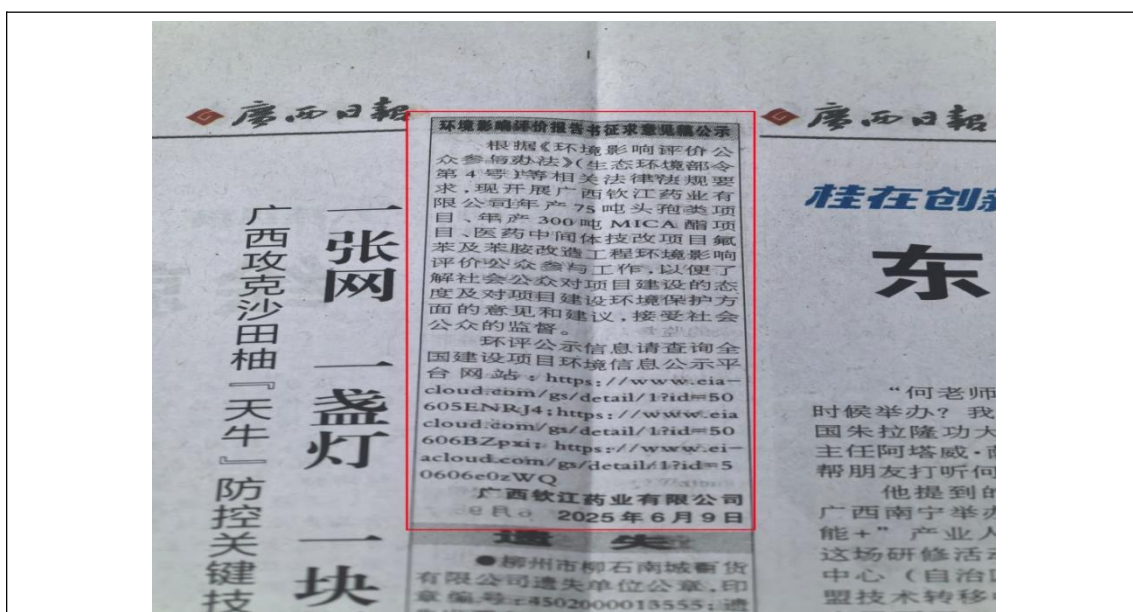 廣西日報
廣西日報
广西攻克沙田柚『天牛』防控关键技
一张网 一盏灯 一块
环境影响评价报告书征求意见稿公示
根据《环境影响评价公
众参与办法》(生态环境部令
第4号)等相关法律法规要
求,现开展广西钦江药业有
限公司年产75吨头孢类项
目、年产300吨MICA酯项
目、医药中间体技改项目氟
苯及苯胺改造工程环境影响
评价公众参与工作,以便了
解社会公众对项目建设的态
度及对项目建设环境保护方
面的意见和建议,接受社会
公众的监督。
环评公示信息请查询全
国建设项目环境信息公示平
台网站:https://www.eia-
cloud.com/gs/detail/1?id=50
605ENRJ4;https://www.eia
cloud.com/gs/detail/1?id=50
606BZpxi;https://www.ei-
acloud.com/gs/detail/1?id=5
0606e0zWQ
广西钦江药业有限公司
2025年6月9日
遗失
●柳州市柳石南城百货
有限公司遗失单位公章,印
章编号:4502000013555;遗
桂在创新
东
“何老师
时候举办?我
国朱拉隆功大
主任阿塔威·
帮朋友打听何
他提到的
广西南宁举办
能+”产业人
这场研修活动
中心(自治区
盟技术转移中